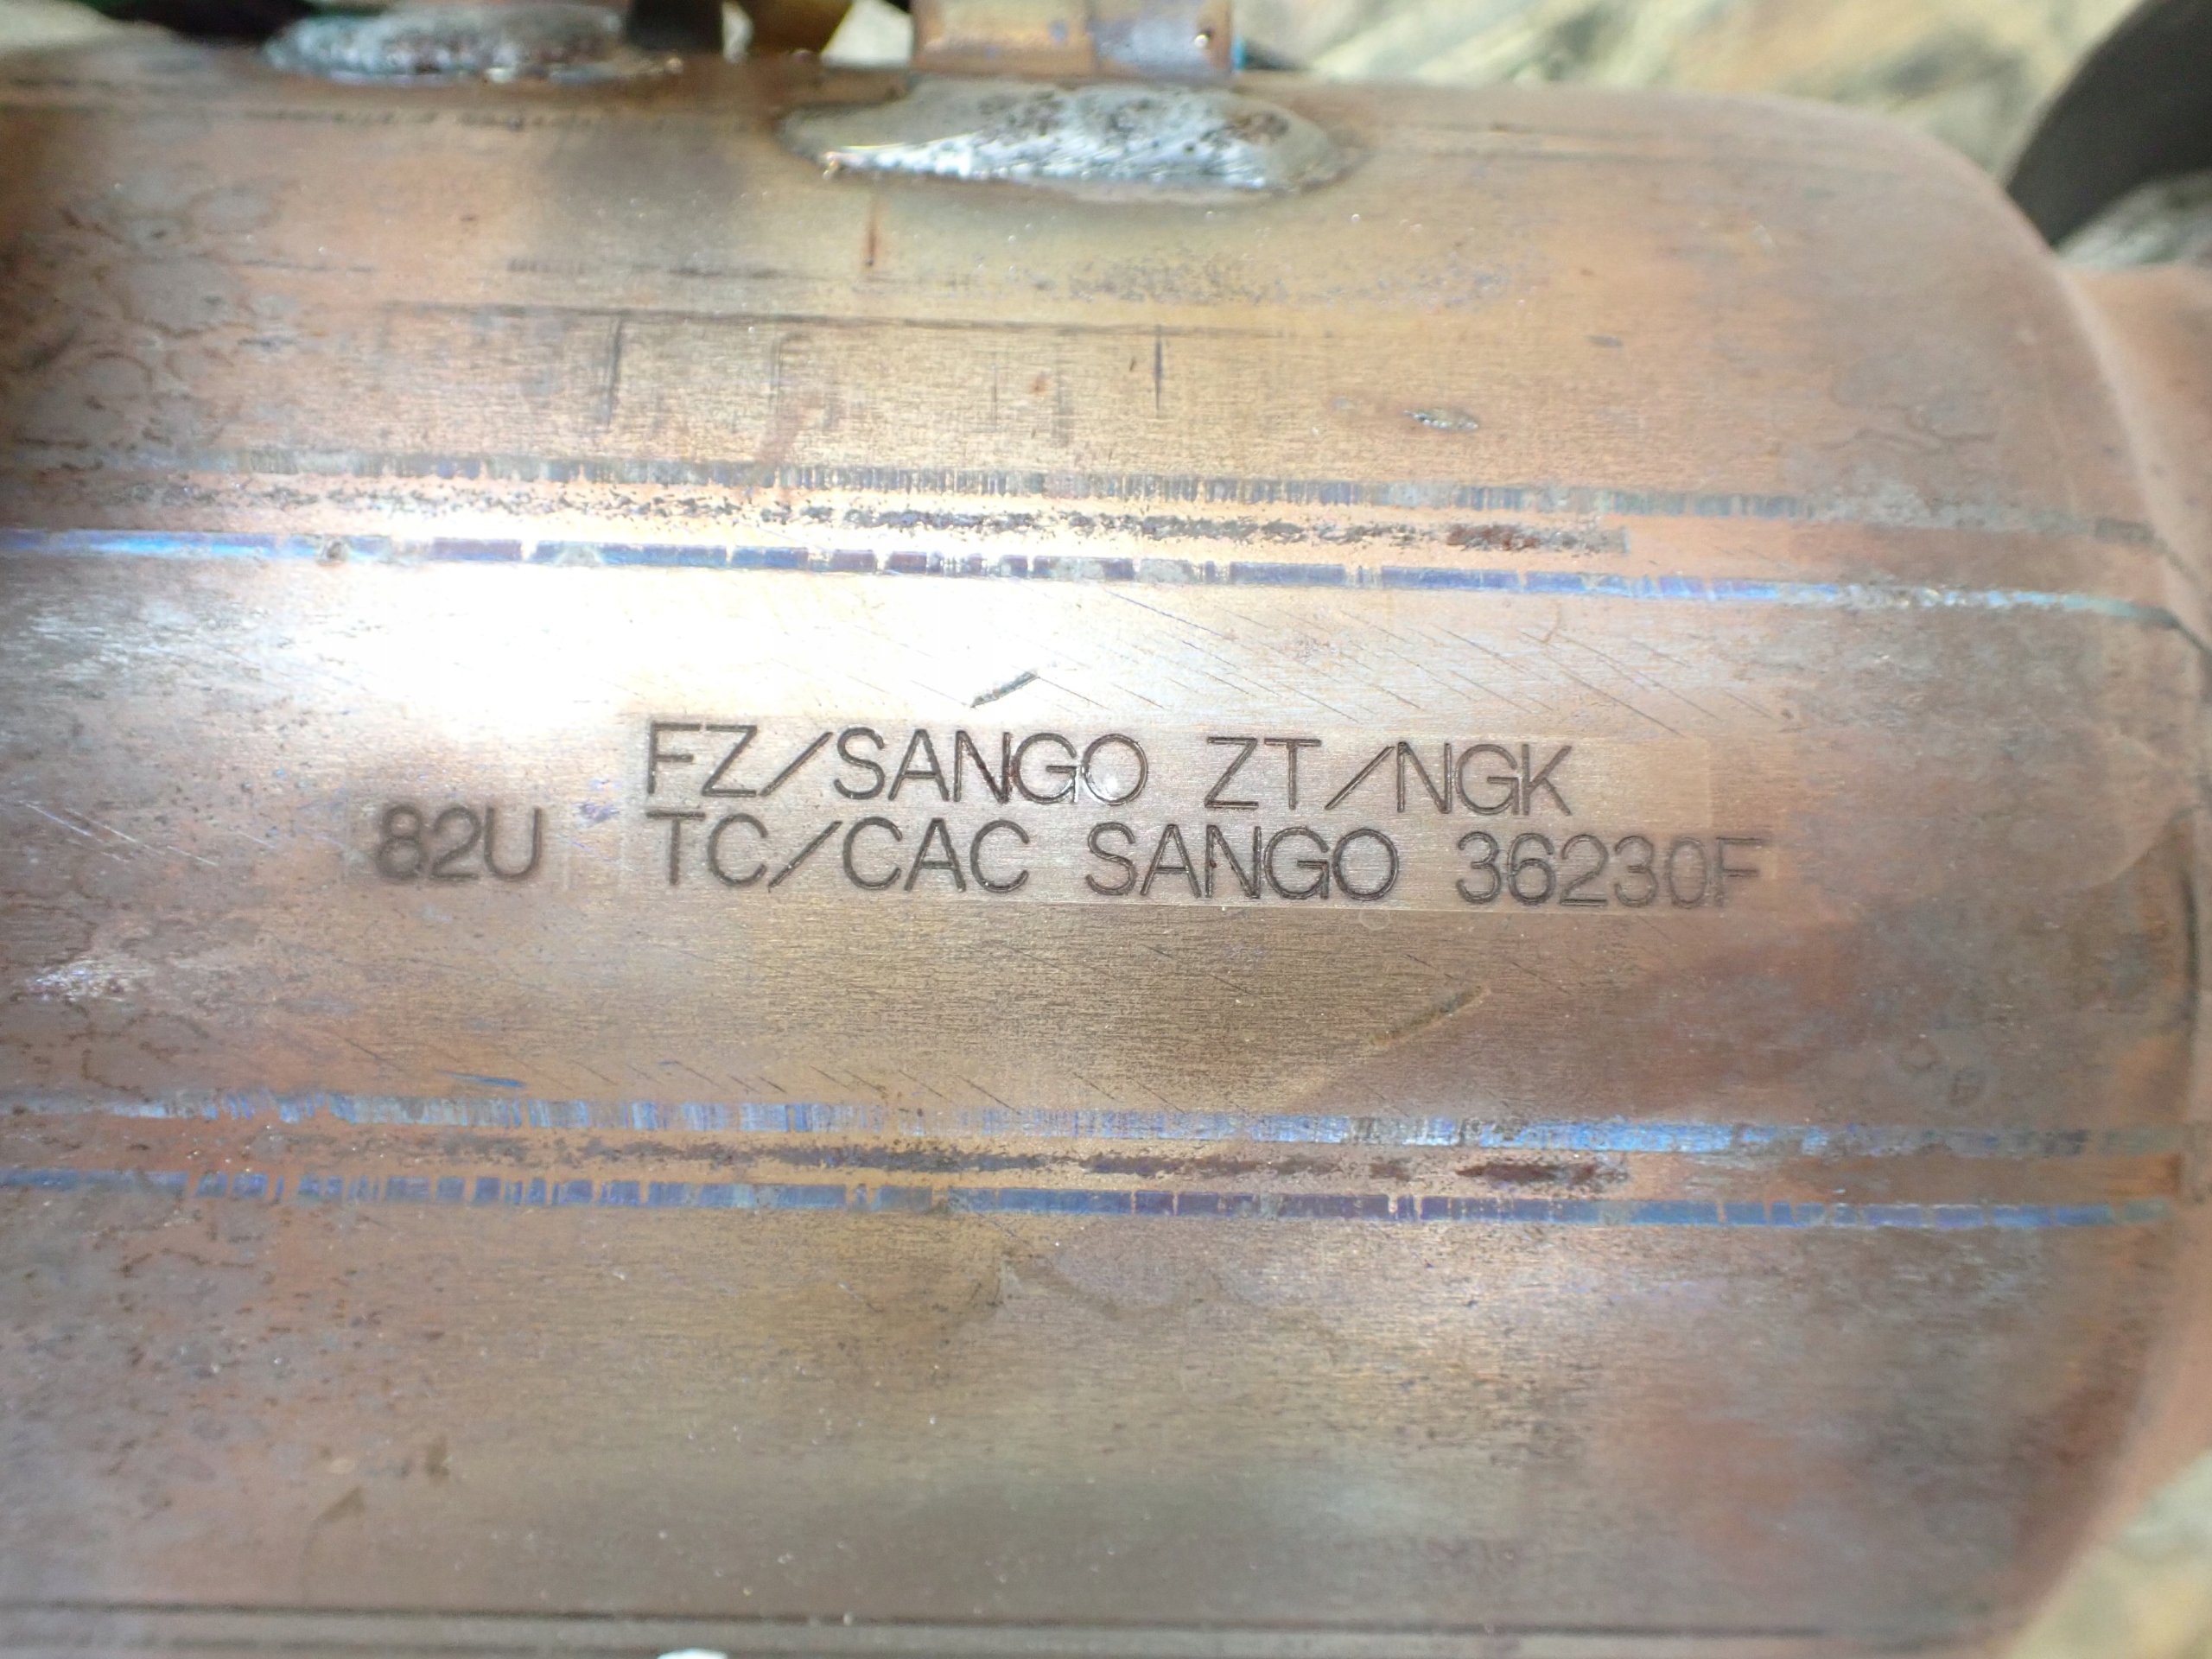 FZ/SANGO ZT/NGK
82U TC/CAC SANGO 36230F